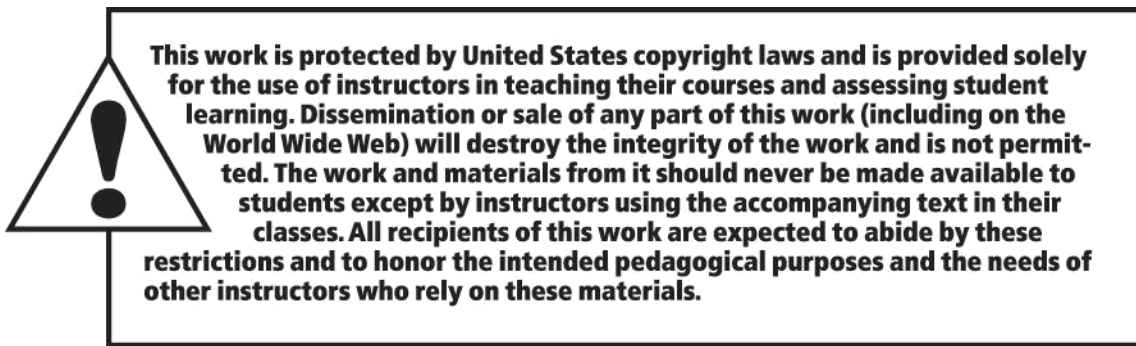 This work is protected by United States copyright laws and is provided solely
for the use of instructors in teaching their courses and assessing student
learning. Dissemination or sale of any part of this work (including on the
World Wide Web) will destroy the integrity of the work and is not permit-
ted. The work and materials from it should never be made available to
students except by instructors using the accompanying text in their
classes. All recipients of this work are expected to abide by these
restrictions and to honor the intended pedagogical purposes and the needs of
other instructors who rely on these materials.